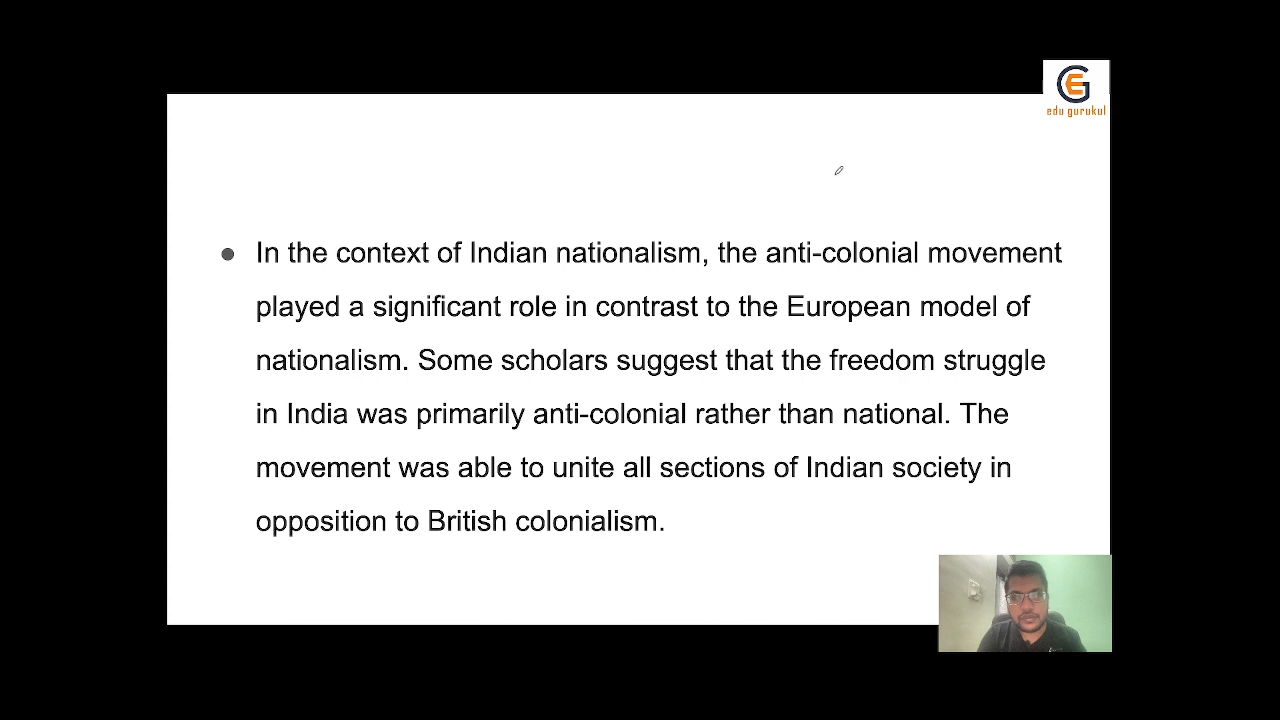 GE
edu gurukul
In the context of Indian nationalism, the anti-colonial movement
played a significant role in contrast to the European model of
nationalism. Some scholars suggest that the freedom struggle
in India was primarily anti-colonial rather than national. The
movement was able to unite all sections of Indian society in
opposition to British colonialism.